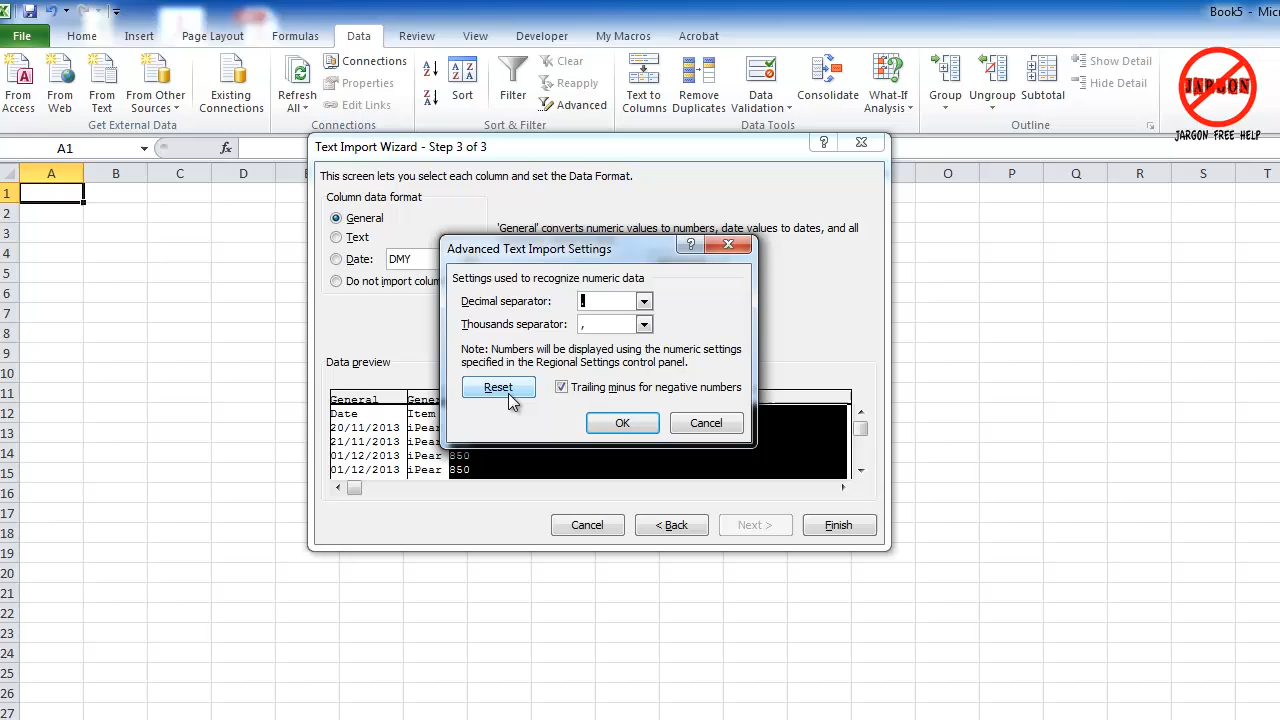 Book5 - Micr
File Home Insert Page Layout Formulas Data Review View Developer My Macros Acrobat
From Access
From Web
From Text
From Other Sources
Existing Connections
Get External Data
Refresh All
Connections
Properties
Edit Links
Connections
Sort
Clear
Reapply
Advanced
Sort & Filter
Text to Columns
Remove Duplicates
Data Validation
Consolidate
What-If Analysis
Data Tools
Group
Ungroup
Subtotal
Show Detail
Hide Detail
Outline
JARGON
JARGON FREE HELP
A1 fx
A B C D O P Q R S T
1
2
3
4
5
6
7
8
9
10
11
12
13
14
15
16
17
18
19
20
21
22
23
24
25
26
27
Text Import Wizard - Step 3 of 3
This screen lets you select each column and set the Data Format.
Column data format
General
Text
Date: DMY
Do not import colum
'General' converts numeric values to numbers, date values to dates, and all
Advanced Text Import Settings
Settings used to recognize numeric data
Decimal separator: .
Thousands separator: ,
Note: Numbers will be displayed using the numeric settings
specified in the Regional Settings control panel.
Reset
Trailing minus for negative numbers
OK Cancel
Data preview
General Gener
Date Item
20/11/2013 iPear
21/11/2013 iPear
01/12/2013 iPear 850
01/12/2013 iPear 850
Cancel < Back Next > Finish